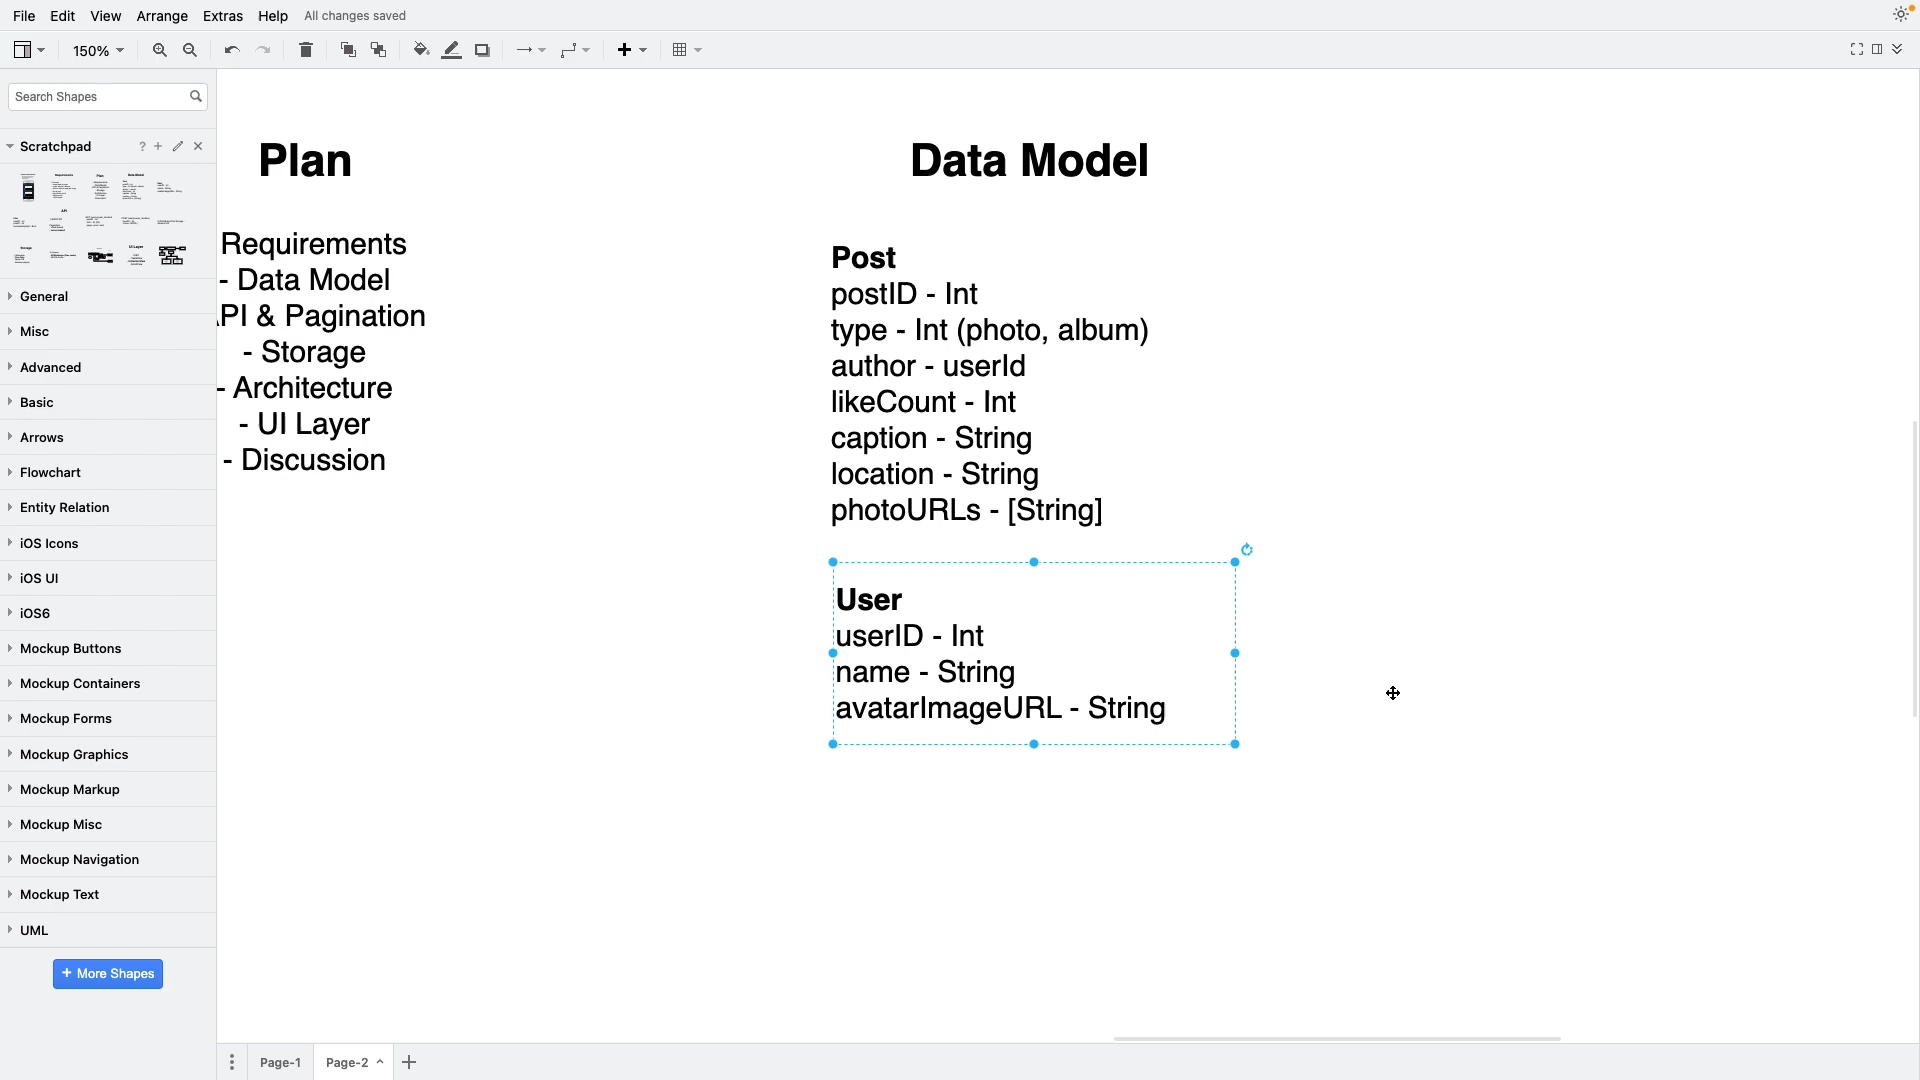 File Edit View Arrange Extras Help All changes saved
150%
Search Shapes
Scratchpad ?
General
Misc
Advanced
Basic
Arrows
Flowchart
Entity Relation
iOS Icons
iOS UI
iOS6
Mockup Buttons
Mockup Containers
Mockup Forms
Mockup Graphics
Mockup Markup
Mockup Misc
Mockup Navigation
Mockup Text
UML
+ More Shapes
Plan
Requirements
- Data Model
PI & Pagination
- Storage
- Architecture
- UI Layer
- Discussion
Data Model
Post
postID - Int
type - Int (photo, album)
author - userId
likeCount - Int
caption - String
location - String
photoURLs - [String]
User
userID - Int
name - String
avatarImageURL - String
Page-1 Page-2